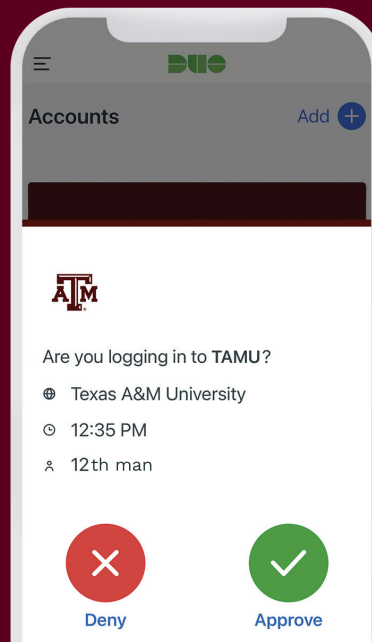 DUO
Accounts
Add
ATM
Are you logging in to TAMU?
Texas A&M University
12:35 PM
12th man
Deny
Approve